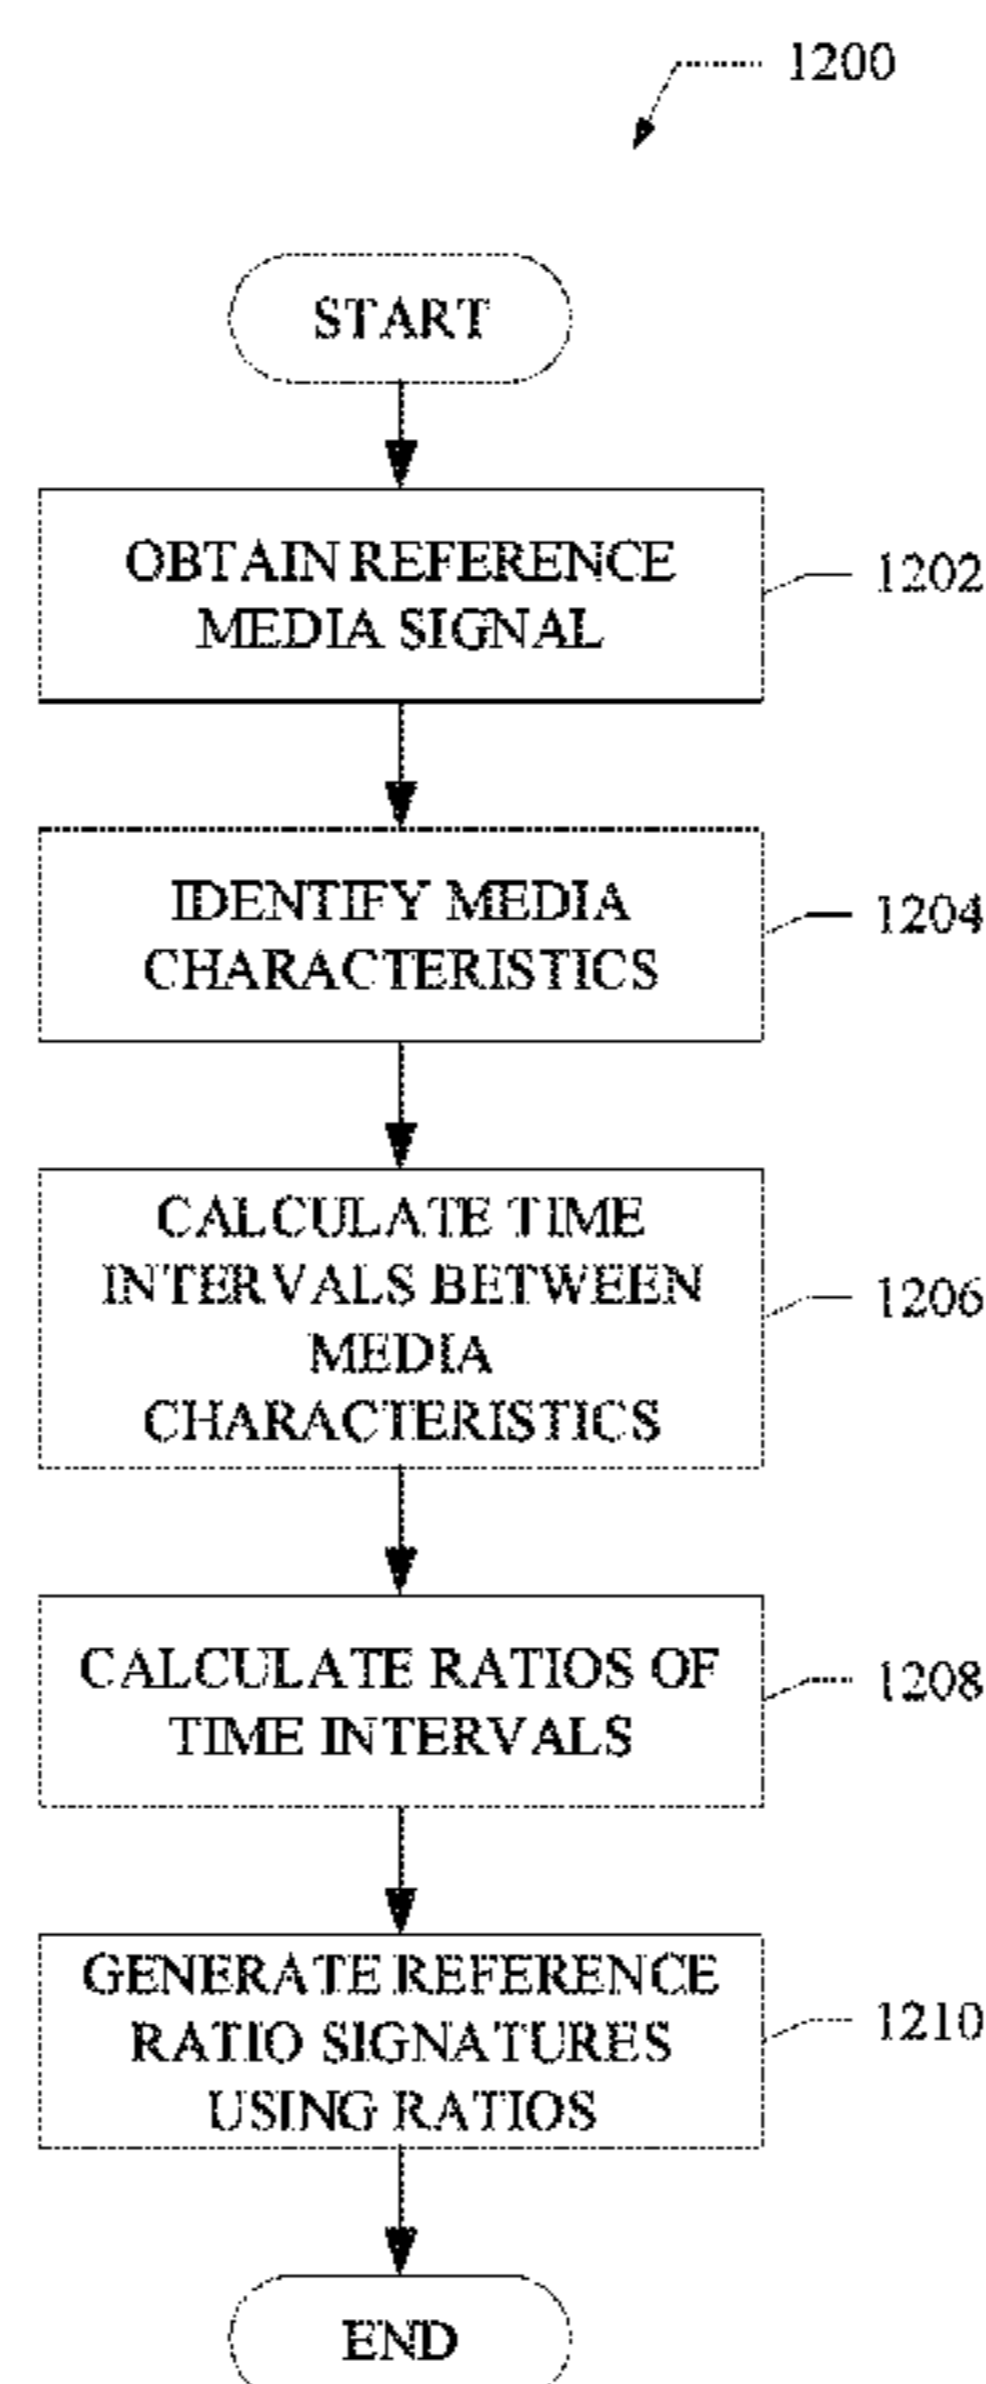 1200
START
OBTAIN REFERENCE
MEDIA SIGNAL
1202
IDENTIFY MEDIA
CHARACTERISTICS
1204
CALCULATE TIME
INTERVALS BETWEEN
MEDIA
CHARACTERISTICS
1206
CALCULATE RATIOS OF
TIME INTERVALS
1208
GENERATE REFERENCE
RATIO SIGNATURES
USING RATIOS
1210
END